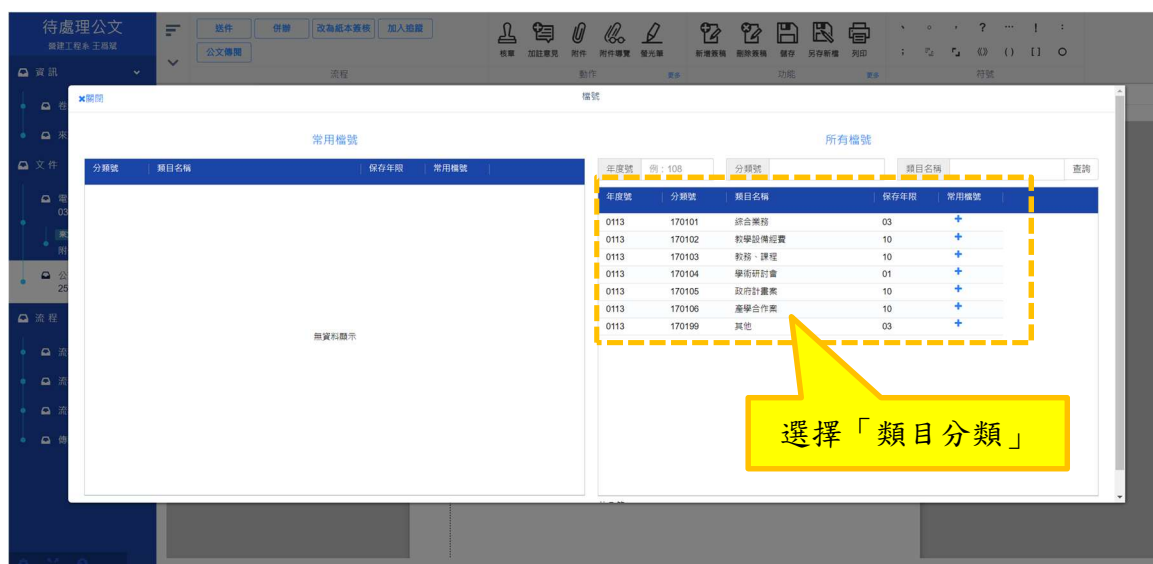 待處理公文
營建工程系 王
資訊
文件
流程
送件 併辦 改為紙本簽核 加入追蹤
公文傳閱
流程
核章 加註意見 附件 附件導覽 螢光筆
動作 更多
新增簽稿 刪除簽稿 儲存 另存新檔 列印
功能 更多
、 。 ， ？ … ！ ：
； 『』 「」 《》 () [] ○
符號
×關閉
檔號
常用檔號
分類號 類目名稱 保存年限 常用檔號
無資料顯示
所有檔號
年度號 例：108 分類號 類目名稱 查詢
年度號 分類號 類目名稱 保存年限 常用檔號
0113 170101 綜合業務 03 +
0113 170102 教學設備經費 10 +
0113 170103 教務、課程 10 +
0113 170104 學術研討會 01 +
0113 170105 政府計畫案 10 +
0113 170106 產學合作案 10 +
0113 170199 其他 03 +
選擇「類目分類」